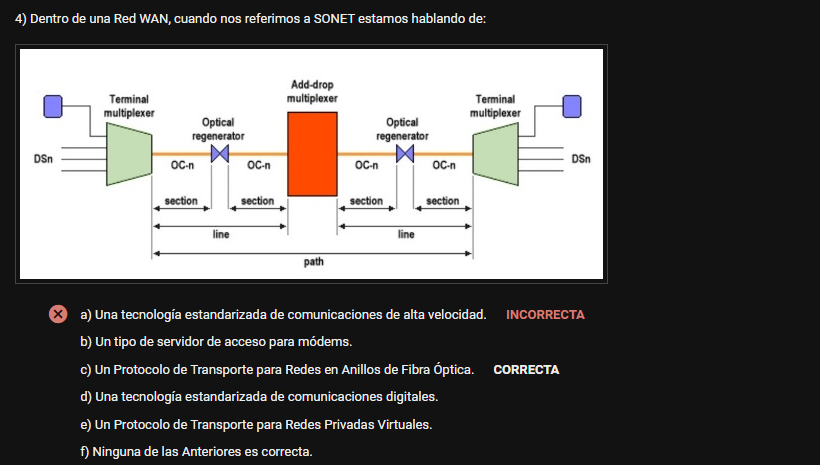 4) Dentro de una Red WAN, cuando nos referimos a SONET estamos hablando de:
Add-drop
multiplexer
Terminal
multiplexer
Terminal
multiplexer
Optical
regenerator
Optical
regenerator
DSn
OC-n
OC-n
OC-n
OC-n
DSn
section
section
section
section
line
line
path
a) Una tecnología estandarizada de comunicaciones de alta velocidad. INCORRECTA
b) Un tipo de servidor de acceso para módems.
c) Un Protocolo de Transporte para Redes en Anillos de Fibra Óptica. CORRECTA
d) Una tecnología estandarizada de comunicaciones digitales.
e) Un Protocolo de Transporte para Redes Privadas Virtuales.
f) Ninguna de las Anteriores es correcta.